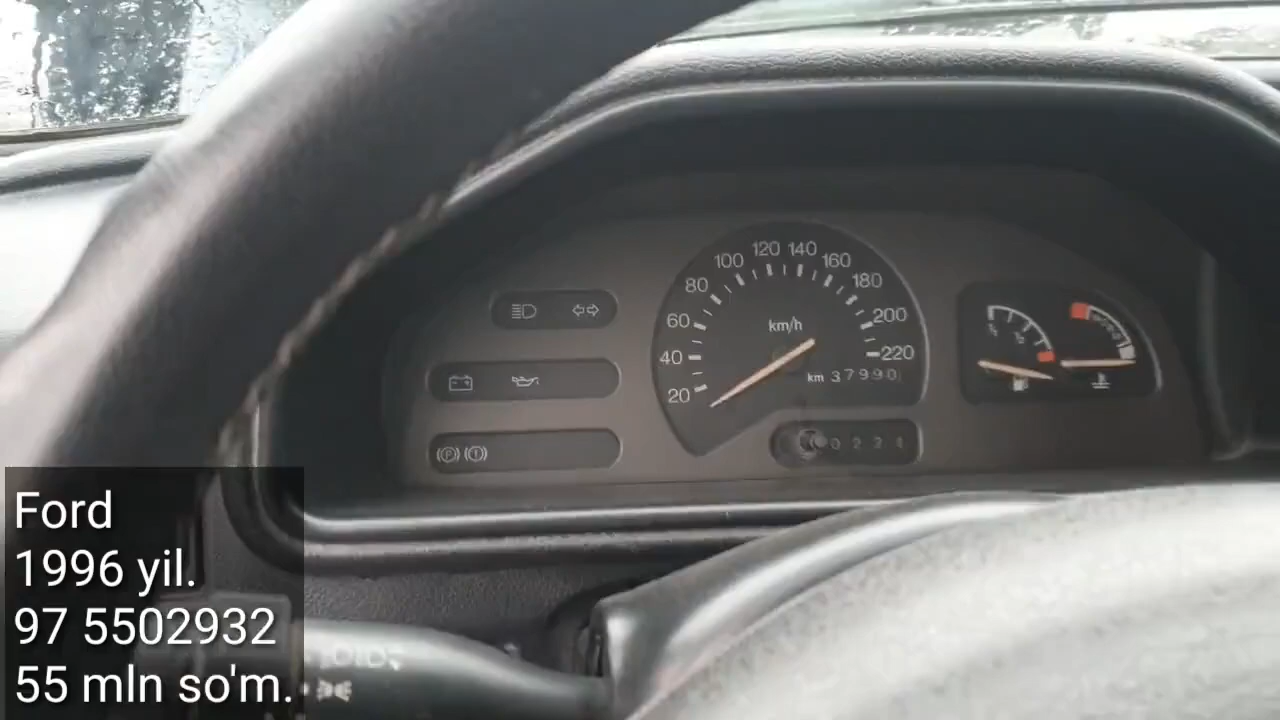 120 140
100 160
80 180
60 200
km/h
40 220
km 37990
20
Ford
1996 yil.
97 5502932
55 mln so'm.